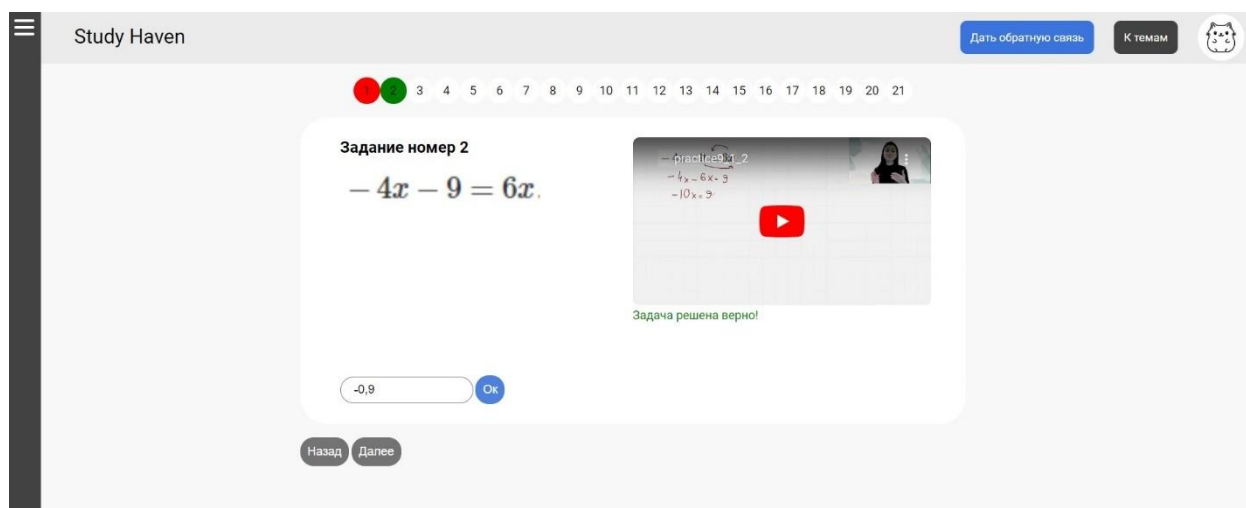 Study Haven
Дать обратную связь
К темам
1 2 3 4 5 6 7 8 9 10 11 12 13 14 15 16 17 18 19 20 21
Задание номер 2
− 4x − 9 = 6x.
practice9_1_2
−4x − 6x = 9
−10x = 9
Задача решена верно!
-0,9
Ок
Назад
Далее